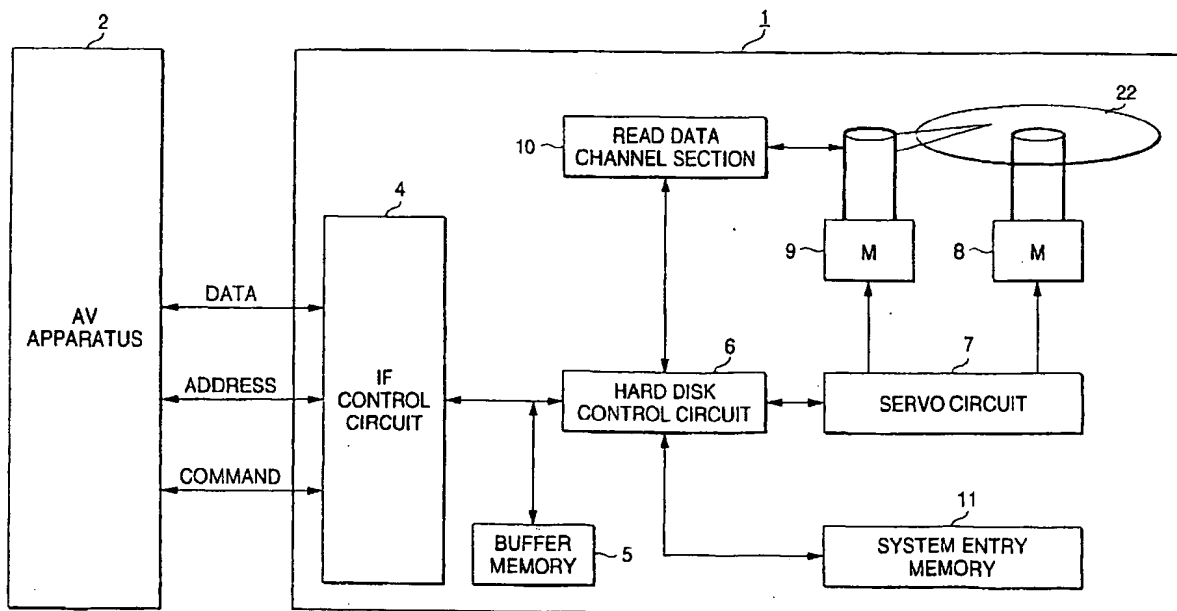 2
1
22
READ DATA
CHANNEL SECTION
10
4
9
M
8
M
DATA
AV
APPARATUS
6
7
ADDRESS
IF
CONTROL
CIRCUIT
HARD DISK
CONTROL CIRCUIT
SERVO CIRCUIT
COMMAND
11
BUFFER
MEMORY
5
SYSTEM ENTRY
MEMORY